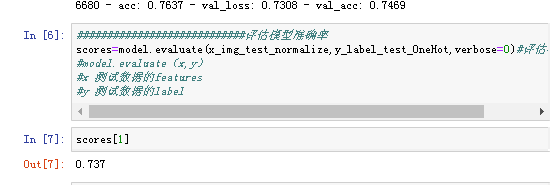 6680 - acc: 0.7637 - val_loss: 0.7308 - val_acc: 0.7469
In [6]: ############################评估模型准确率
scores=model.evaluate(x_img_test_normalize,y_label_test_OneHot,verbose=0)#评估
#model.evaluate (x,y)
#x 测试数据的features
#y 测试数据的label
In [7]: scores[1]
Out[7]: 0.737